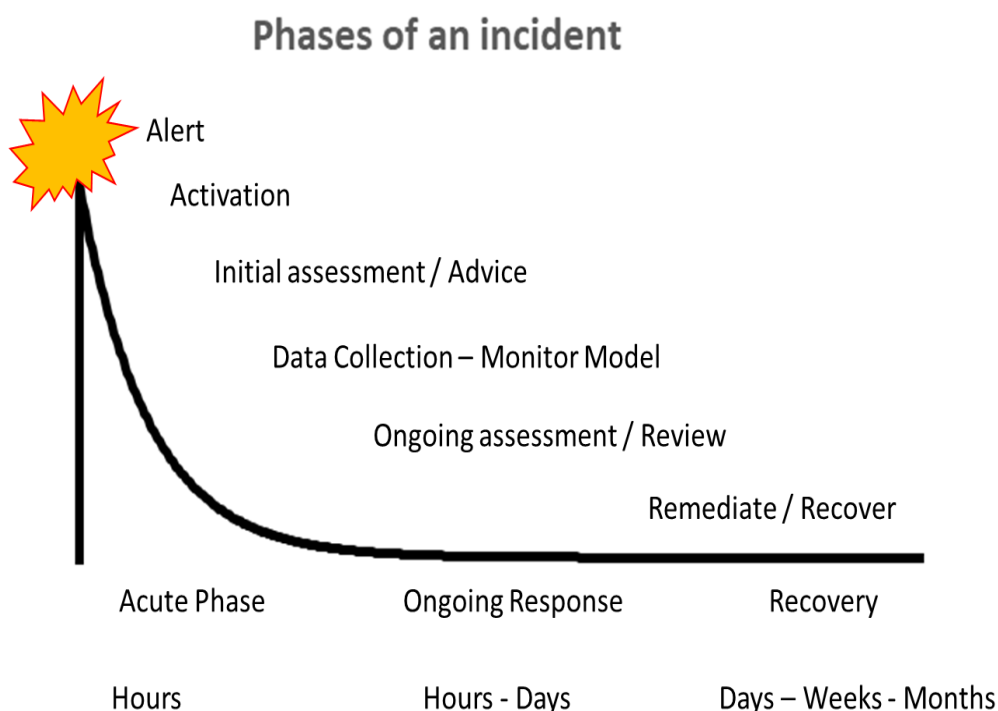 Phases of an incident
Alert
Activation
Initial assessment / Advice
Data Collection – Monitor Model
Ongoing assessment / Review
Remediate / Recover
Acute Phase Ongoing Response Recovery
Hours Hours - Days Days – Weeks - Months